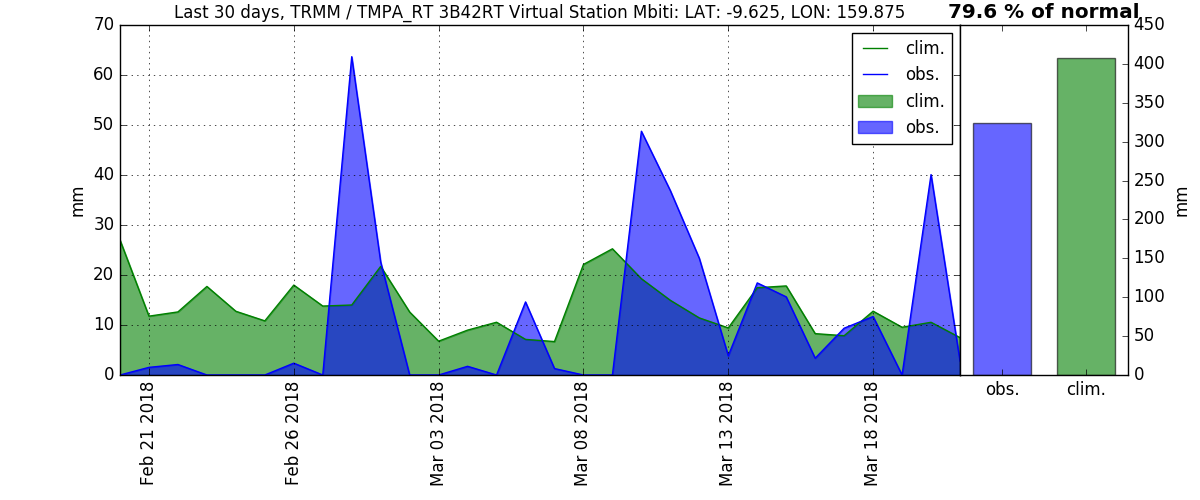 Last 30 days, TRMM / TMPA_RT 3B42RT Virtual Station Mbiti: LAT: -9.625, LON: 159.875
79.6 % of normal
70
60
50
40
30
20
10
0
mm
clim.
obs.
clim.
obs.
Feb 21 2018
Feb 26 2018
Mar 03 2018
Mar 08 2018
Mar 13 2018
Mar 18 2018
450
400
350
300
250
200
150
100
50
0
mm
obs.
clim.